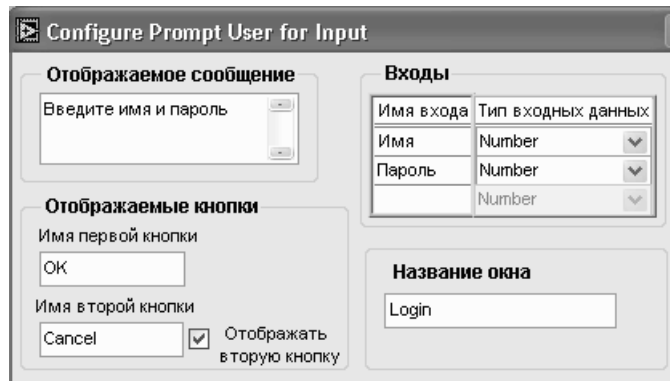 Configure Prompt User for Input
Отображаемое сообщение
Введите имя и пароль
Отображаемые кнопки
Имя первой кнопки
OK
Имя второй кнопки
Cancel
Отображать
вторую кнопку
Входы
Имя входа Тип входных данных
Имя Number
Пароль Number
Number
Название окна
Login